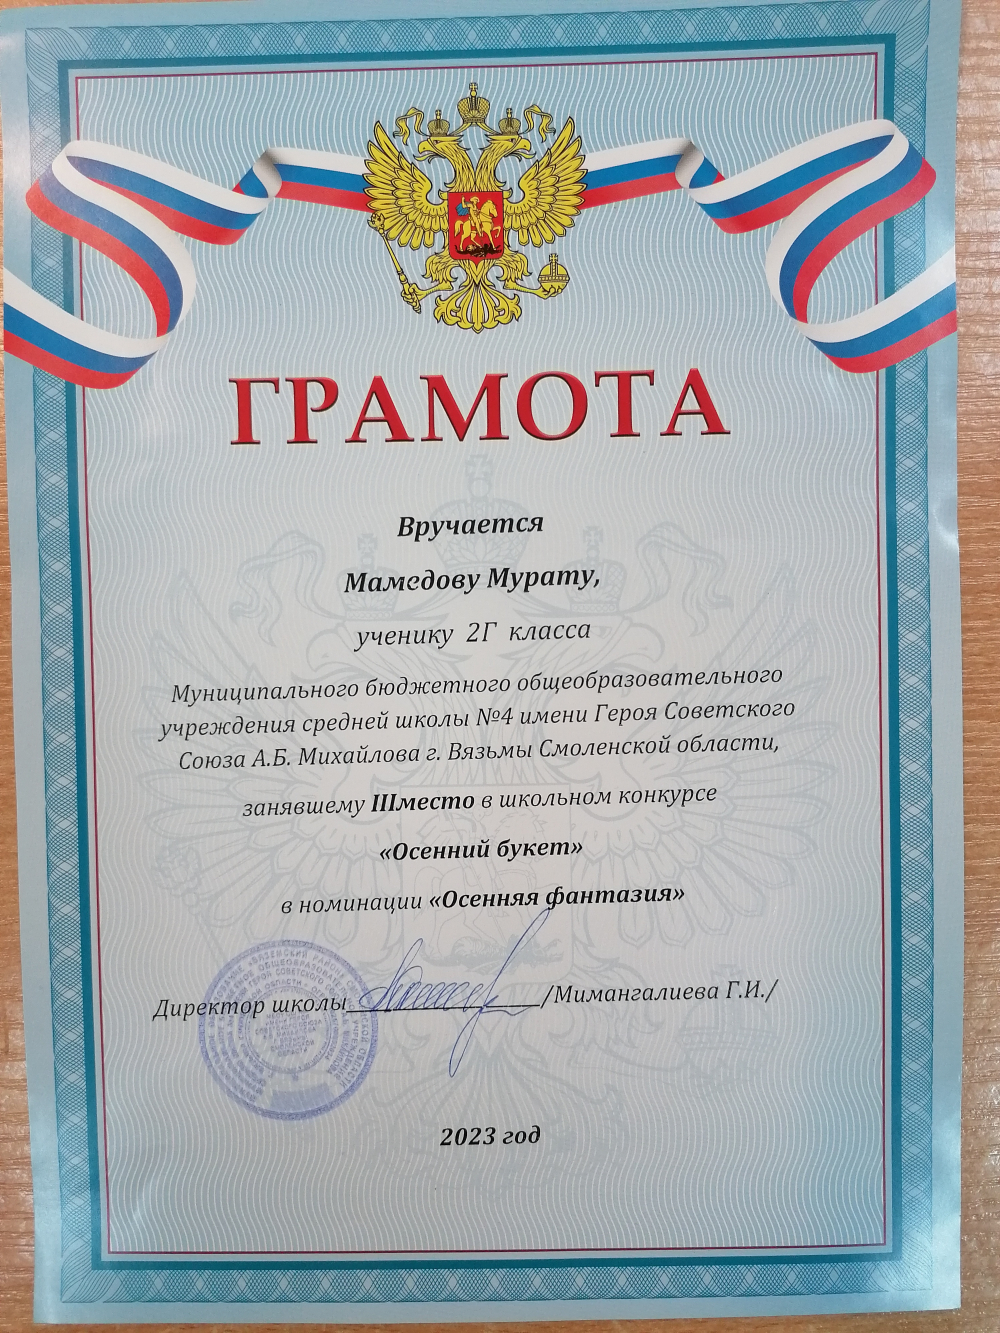 ГРАМОТА
Вручается
Мамедову Мурату,
ученику 2Г класса
Муниципального бюджетного общеобразовательного
учреждения средней школы №4 имени Героя Советского
Союза А.Б. Михайлова г. Вязьмы Смоленской области,
занявшему IIIместо в школьном конкурсе
«Осенний букет»
в номинации «Осенняя фантазия»
Директор школы /Мимангалиева Г.И./
2023 год